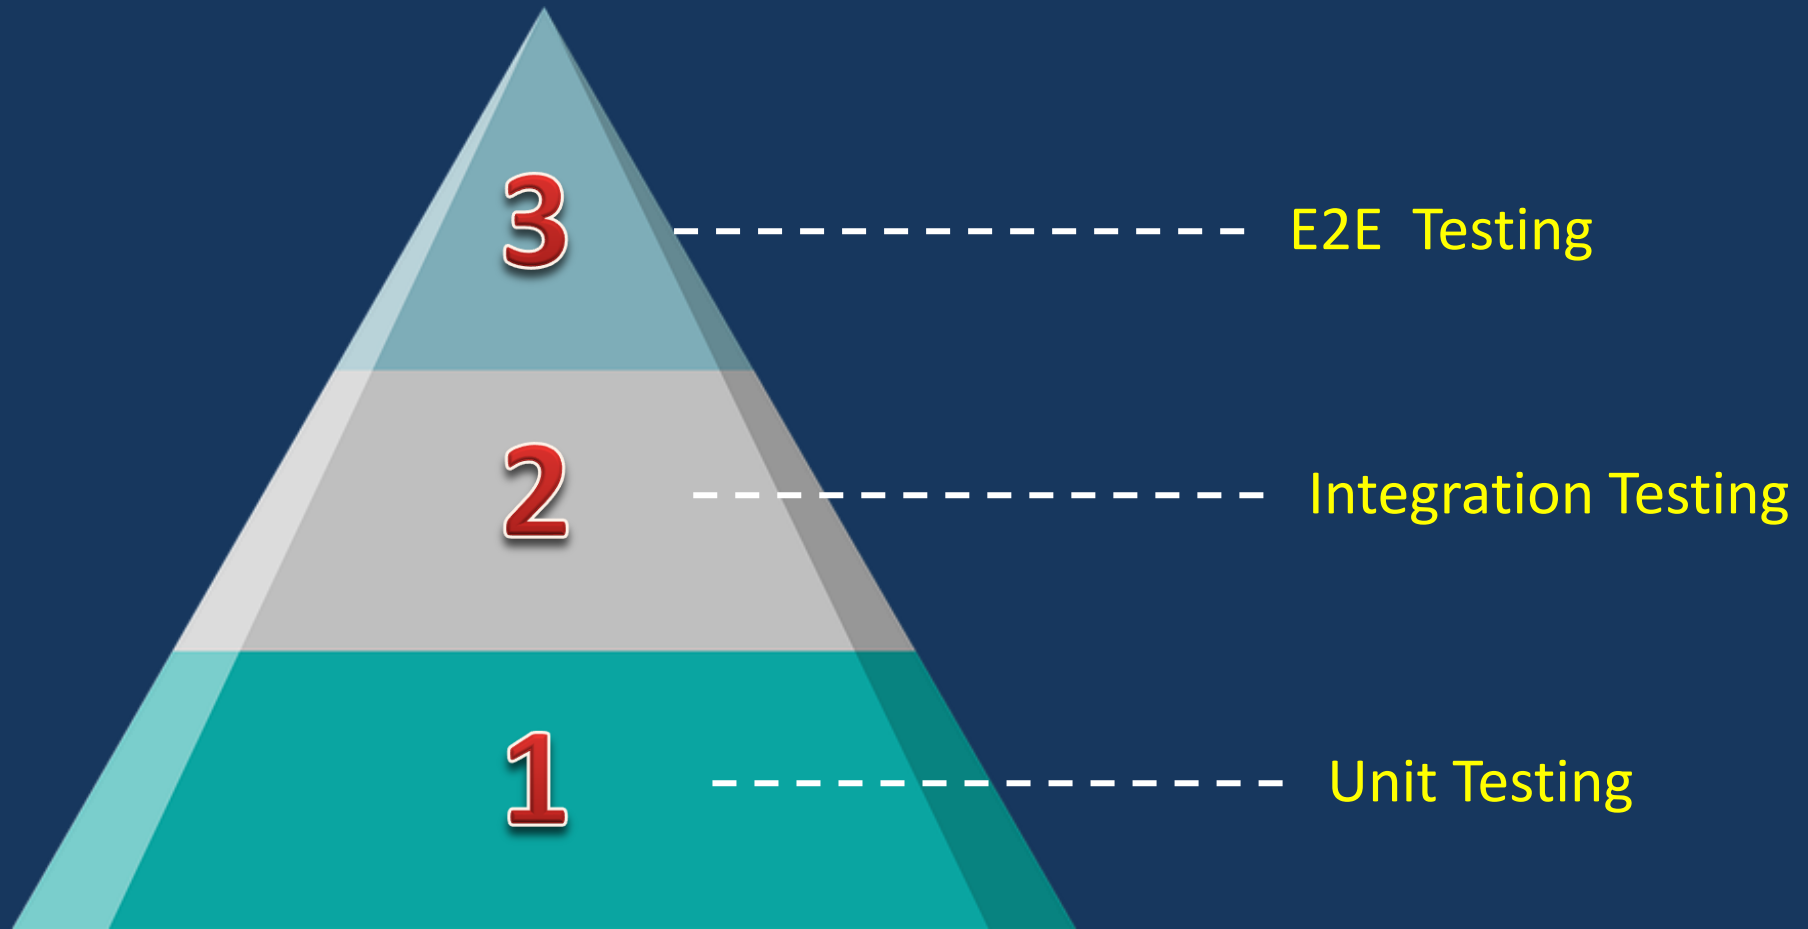 3
E2E  Testing
2
Integration Testing
1
Unit Testing